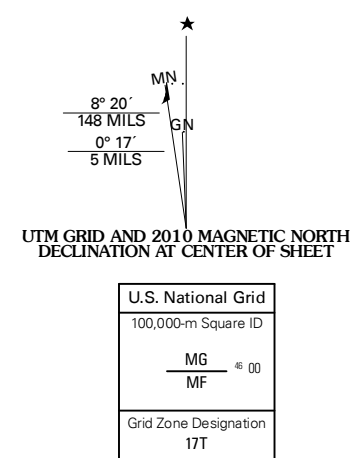 ★
MN
8° 20´
148 MILS
GN
0° 17´
5 MILS
UTM GRID AND 2010 MAGNETIC NORTH
DECLINATION AT CENTER OF SHEET
U.S. National Grid
100,000-m Square ID
MG
46 00
MF
Grid Zone Designation
17T